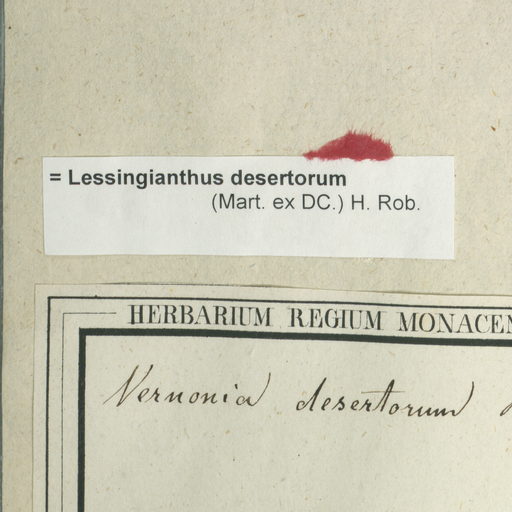 = Lessingianthus desertorum
(Mart. ex DC.) H. Rob.
HERBARIUM REGIUM MONACEN
Vernonia desertorum